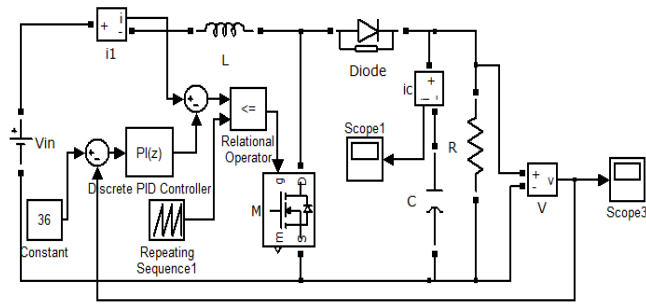 i
+
-
i1
L
Diode
+
i
-
ic
Scope1
<=
Relational
Operator
Vin
+
+
-
+
-
PI(z)
Discrete PID Controller
36
Constant
Repeating
Sequence1
g
D
M
m
S
C
R
+
-
v
V
Scope3